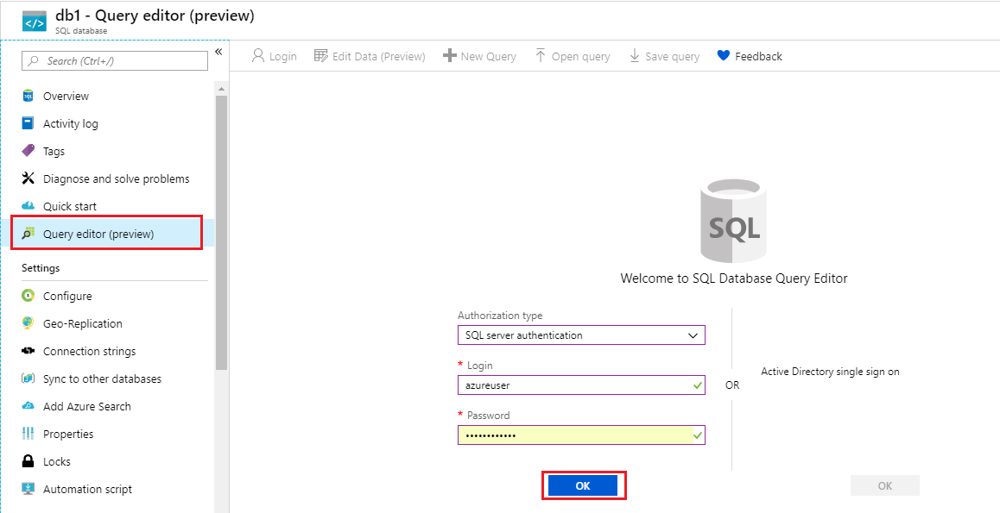 db1 - Query editor (preview)
SQL database
Search (Ctrl+/)
«
Overview
Activity log
Tags
Diagnose and solve problems
Quick start
Query editor (preview)
Settings
Configure
Geo-Replication
Connection strings
Sync to other databases
Add Azure Search
Properties
Locks
Automation script
Login Edit Data (Preview) New Query Open query Save query Feedback
SQL
Welcome to SQL Database Query Editor
Authorization type
SQL server authentication
* Login
azureuser
* Password
••••••••••••
OK
OR
Active Directory single sign on
OK